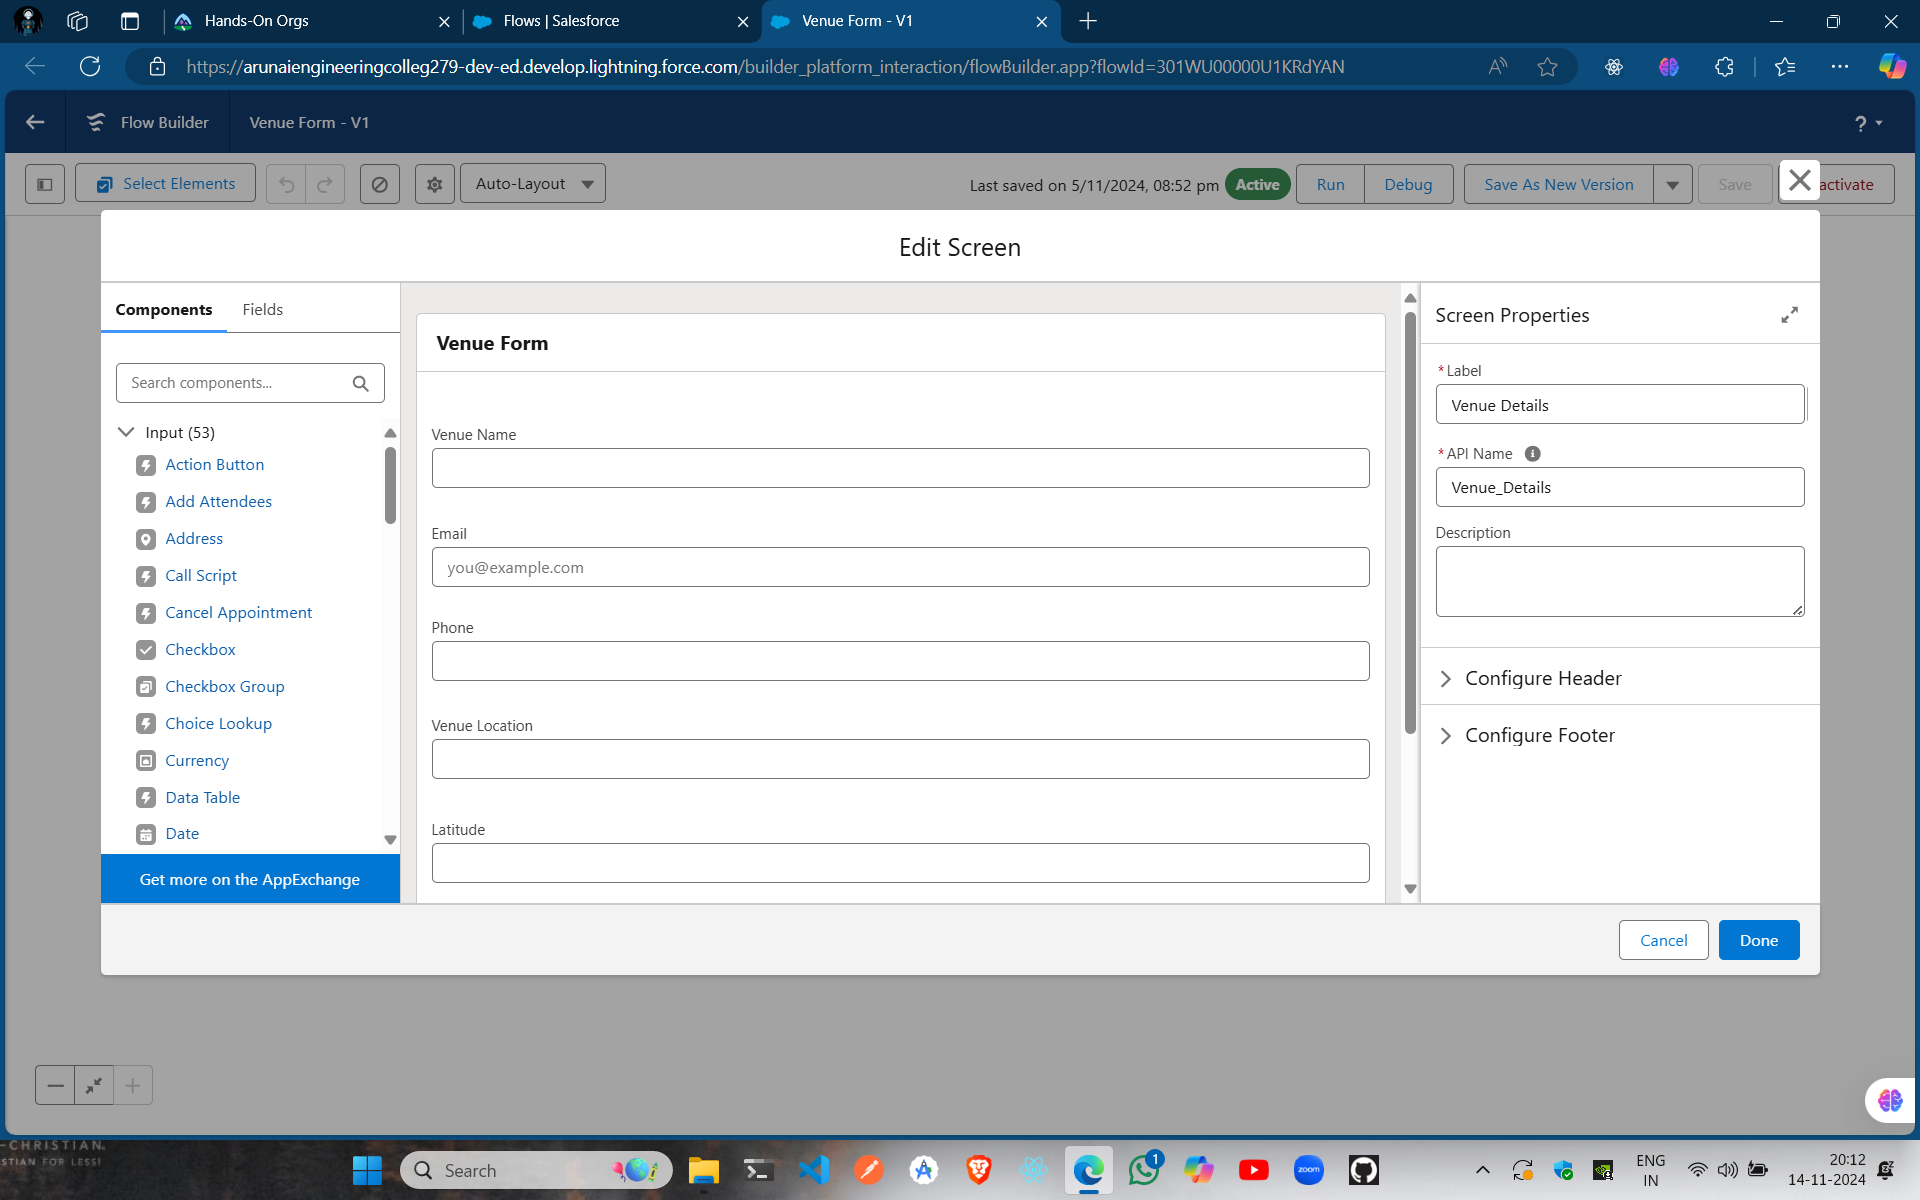 Hands-On Orgs
Flows | Salesforce
Venue Form - V1
https://arunaiengineeringcolleg279-dev-ed.develop.lightning.force.com/builder_platform_interaction/flowBuilder.app?flowId=301WU00000U1KRdYAN
Flow Builder
Venue Form - V1
?
Select Elements
Auto-Layout
Last saved on 5/11/2024, 08:52 pm
Active
Run
Debug
Save As New Version
Save
activate
Edit Screen
Components
Fields
Search components...
Input (53)
Action Button
Add Attendees
Address
Call Script
Cancel Appointment
Checkbox
Checkbox Group
Choice Lookup
Currency
Data Table
Date
Get more on the AppExchange
Venue Form
Venue Name
Email
you@example.com
Phone
Venue Location
Latitude
Screen Properties
*Label
Venue Details
*API Name
Venue_Details
Description
Configure Header
Configure Footer
Cancel
Done
-CHRISTIAN.
STIAN FOR LESS!
Search
1
zoom
ENG
IN
20:12
14-11-2024